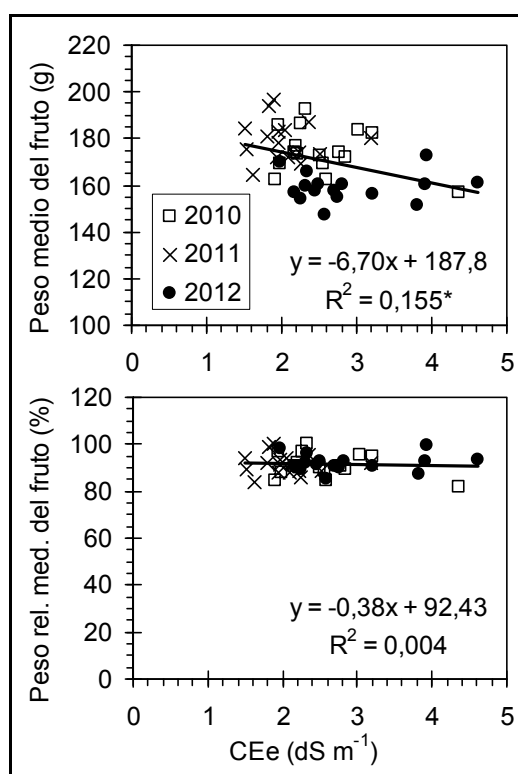 Peso medio del fruto (g)
220
200
180
160
140
120
100
2010
2011
2012
y = -6,70x + 187,8
R² = 0,155*
0 1 2 3 4 5
Peso rel. med. del fruto (%)
120
100
80
60
40
20
0
y = -0,38x + 92,43
R² = 0,004
0 1 2 3 4 5
CEe (dS m⁻¹)